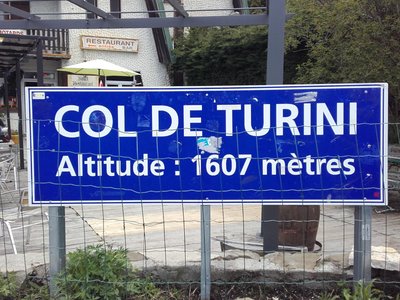 RESTAURANT
COL DE TURINI
Altitude : 1607 mètres